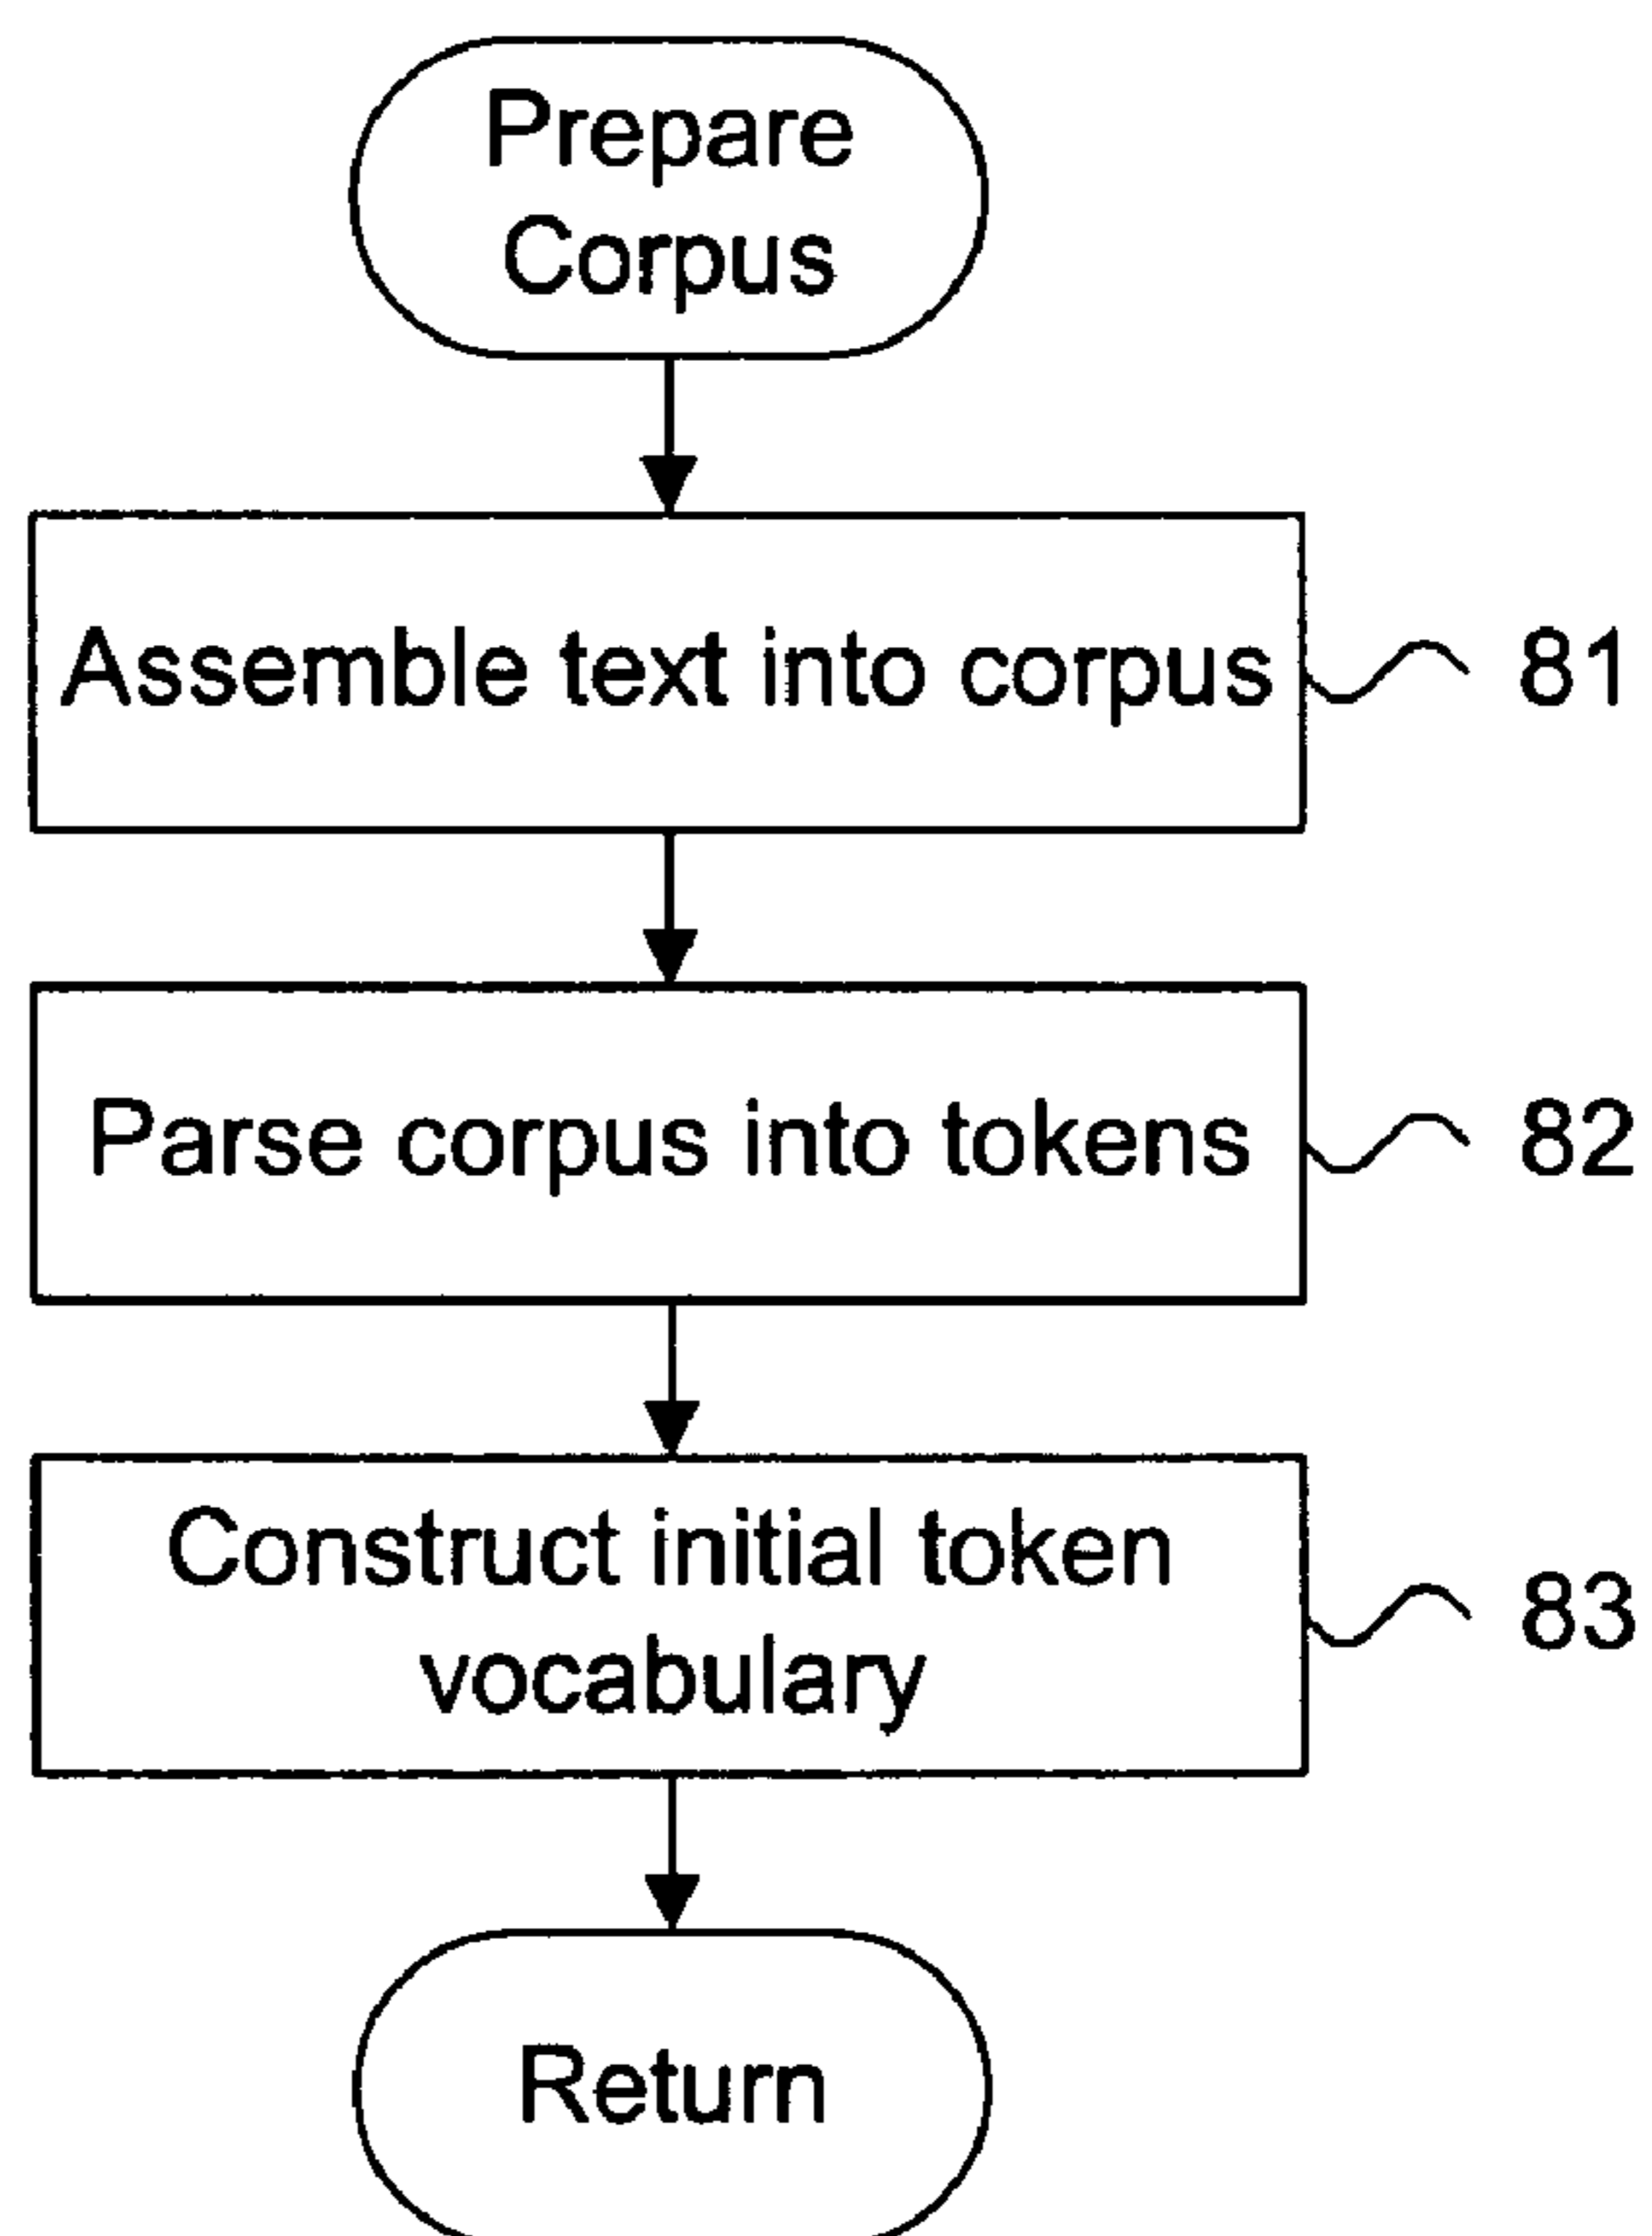 Prepare
Corpus
Assemble text into corpus
81
Parse corpus into tokens
82
Construct initial token
vocabulary
83
Return